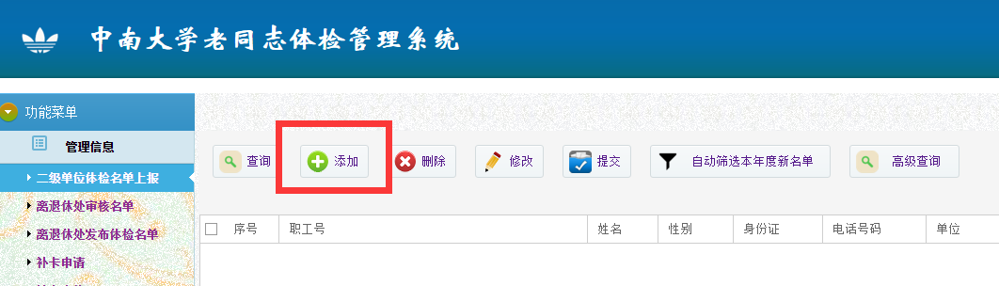 中南大学老同志体检管理系统
功能菜单
管理信息
查询 添加 删除 修改 提交 自动筛选本年度新名单 高级查询
二级单位体检名单上报
离退休处审核名单
离退休处发布体检名单
序号 职工号 姓名 性别 身份证 电话号码 单位
补卡申请